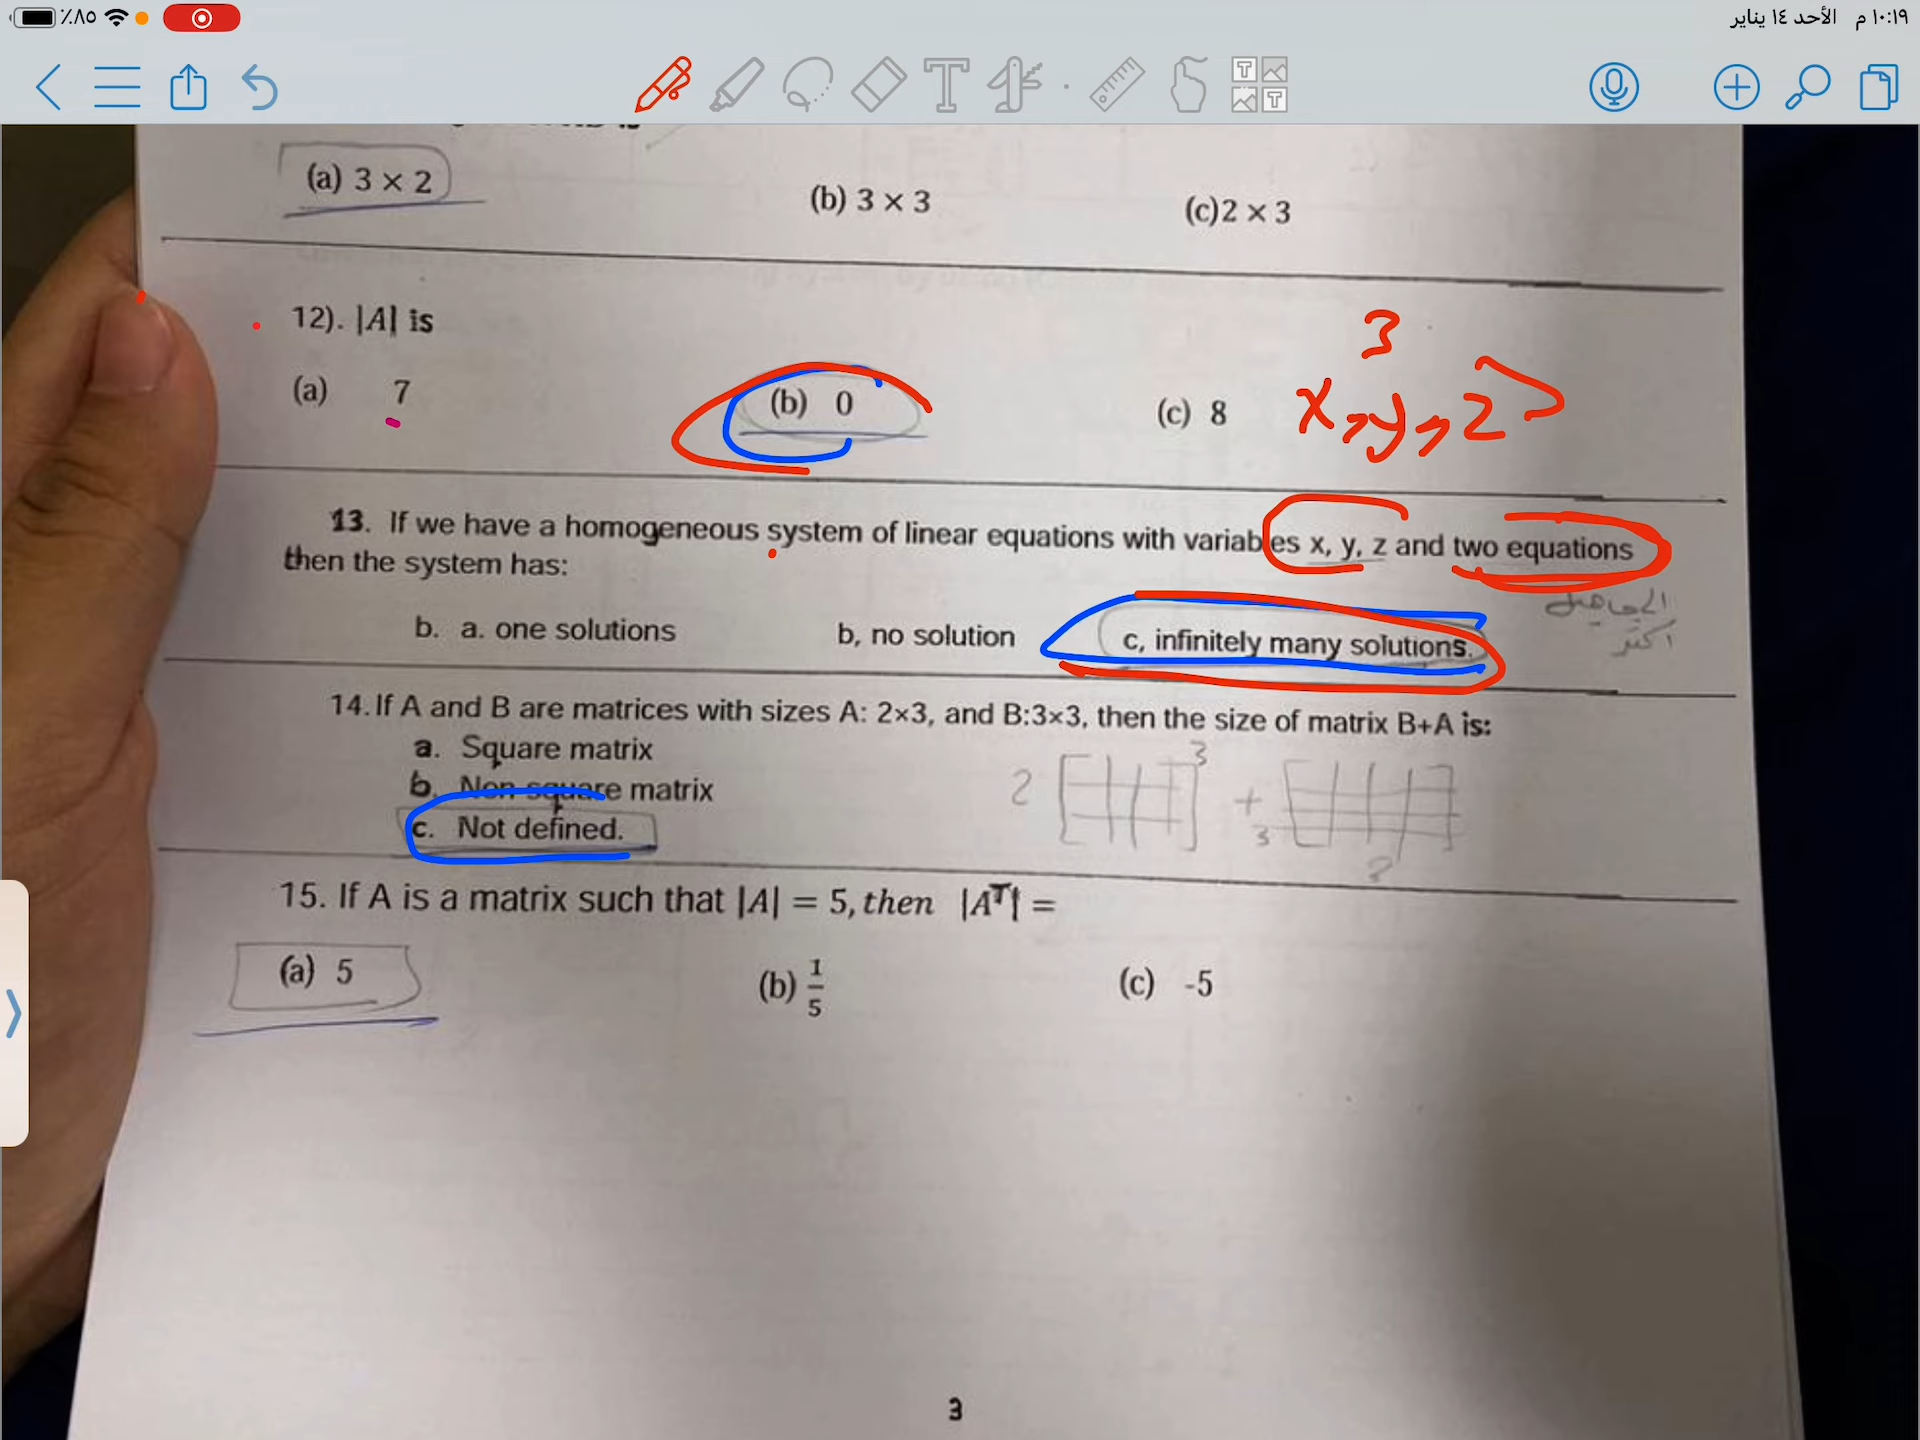 ٪٨٥
١٠:١٩ م الأحد ١٤ يناير
(a) 3 × 2
(b) 3 × 3
(c)2 × 3
12). |A| is
(a) 7
(b) 0
(c) 8
3
x, y, z >
13. If we have a homogeneous system of linear equations with variables x, y, z and two equations
then the system has:
b. a. one solutions
b, no solution
c, infinitely many solutions.
المجاهيل
أكثر
14. If A and B are matrices with sizes A: 2×3, and B:3×3, then the size of matrix B+A is:
a. Square matrix
b. Non square matrix
c. Not defined.
2
3
+
3
15. If A is a matrix such that |A| = 5, then |Aᵀ| =
(a) 5
(b) 1/5
(c) -5
3